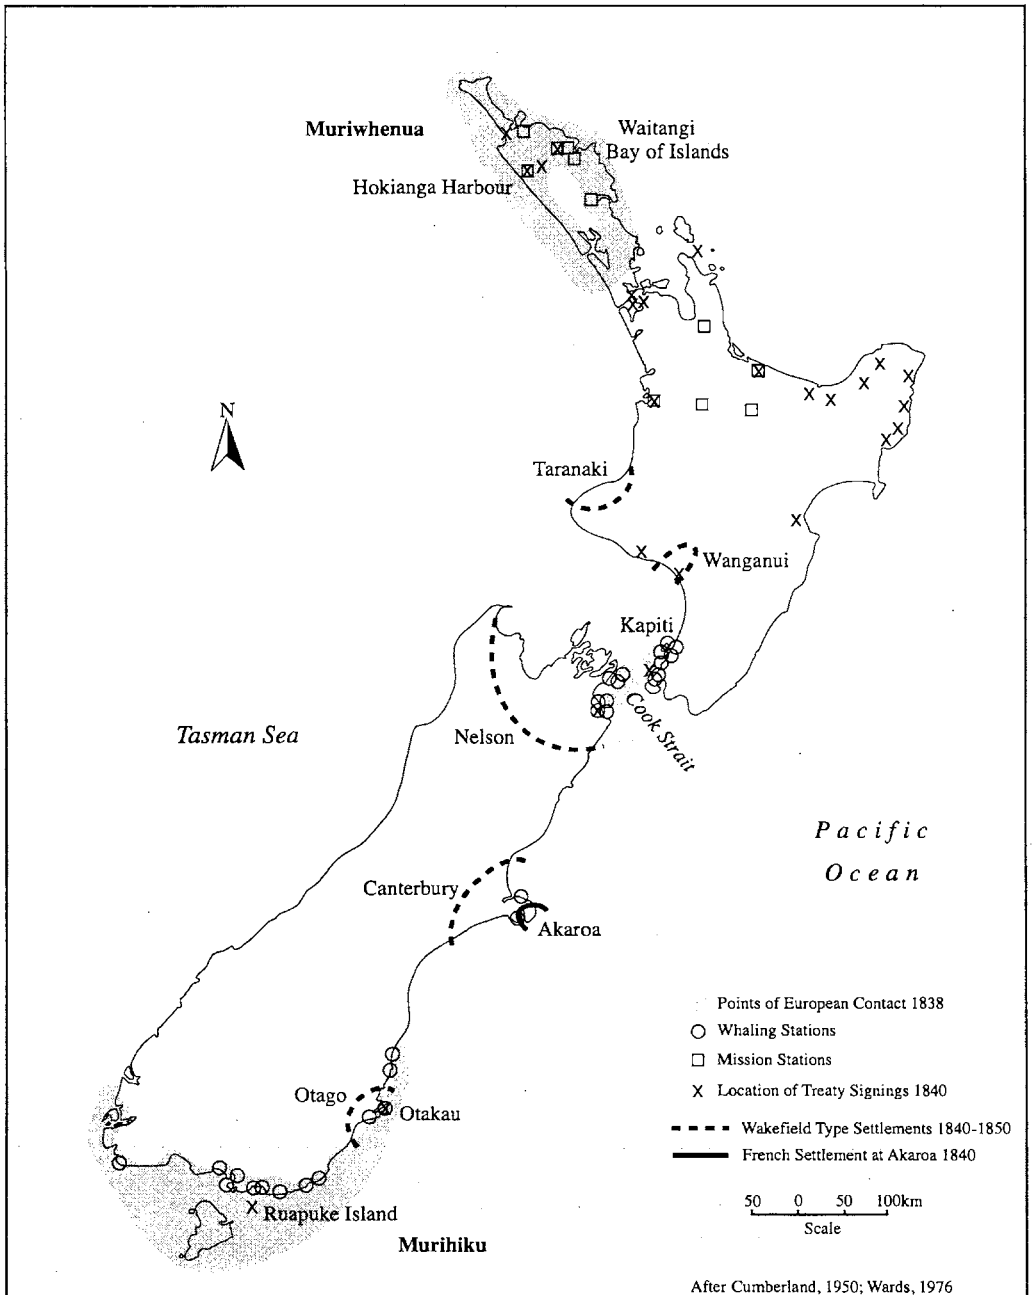 Muriwhenua
Waitangi
Bay of Islands
Hokianga Harbour
N
Taranaki
Wanganui
Kapiti
Cook Strait
Tasman Sea
Nelson
Pacific
Ocean
Canterbury
Akaroa
Points of European Contact 1838
Whaling Stations
Mission Stations
X Location of Treaty Signings 1840
Otago
Otakau
Wakefield Type Settlements 1840-1850
French Settlement at Akaroa 1840
50 0 50 100km
Scale
Ruapuke Island
Murihiku
After Cumberland, 1950; Wards, 1976